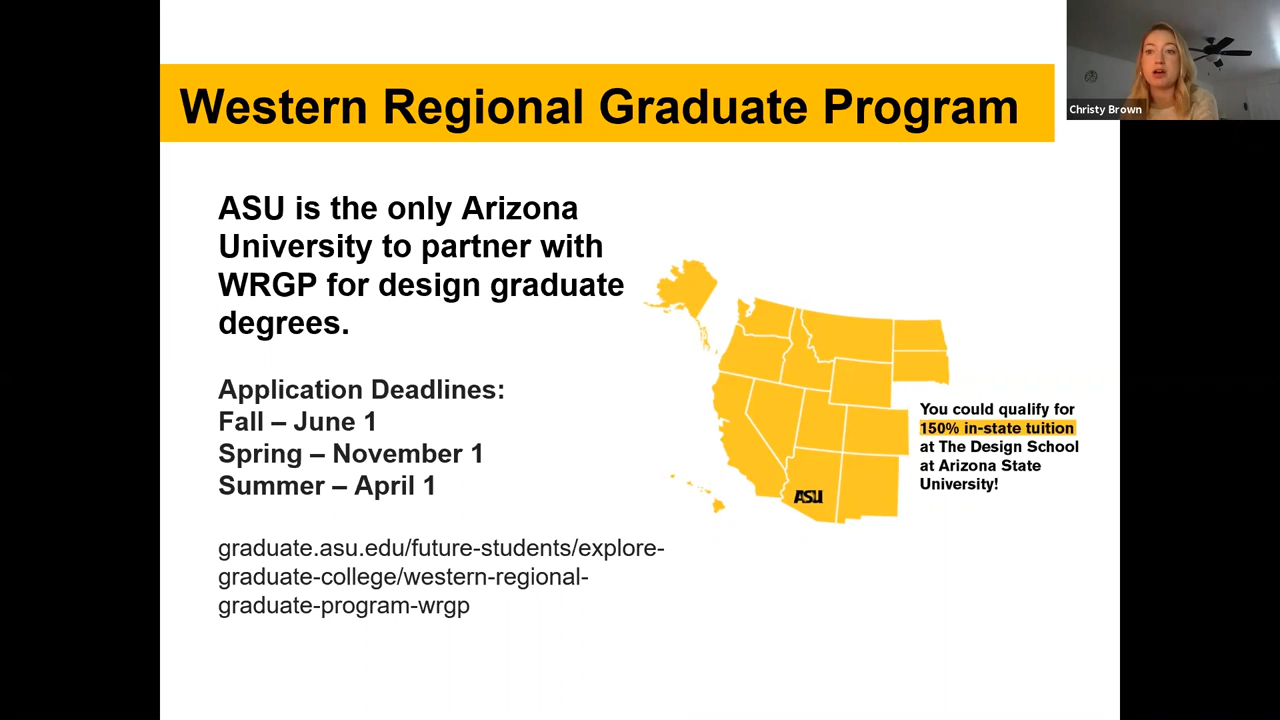 Western Regional Graduate Program
Christy Brown
ASU is the only Arizona
University to partner with
WRGP for design graduate
degrees.
Application Deadlines:
Fall – June 1
Spring – November 1
Summer – April 1
graduate.asu.edu/future-students/explore-
graduate-college/western-regional-
graduate-program-wrgp
ASU
You could qualify for
150% in-state tuition
at The Design School
at Arizona State
University!